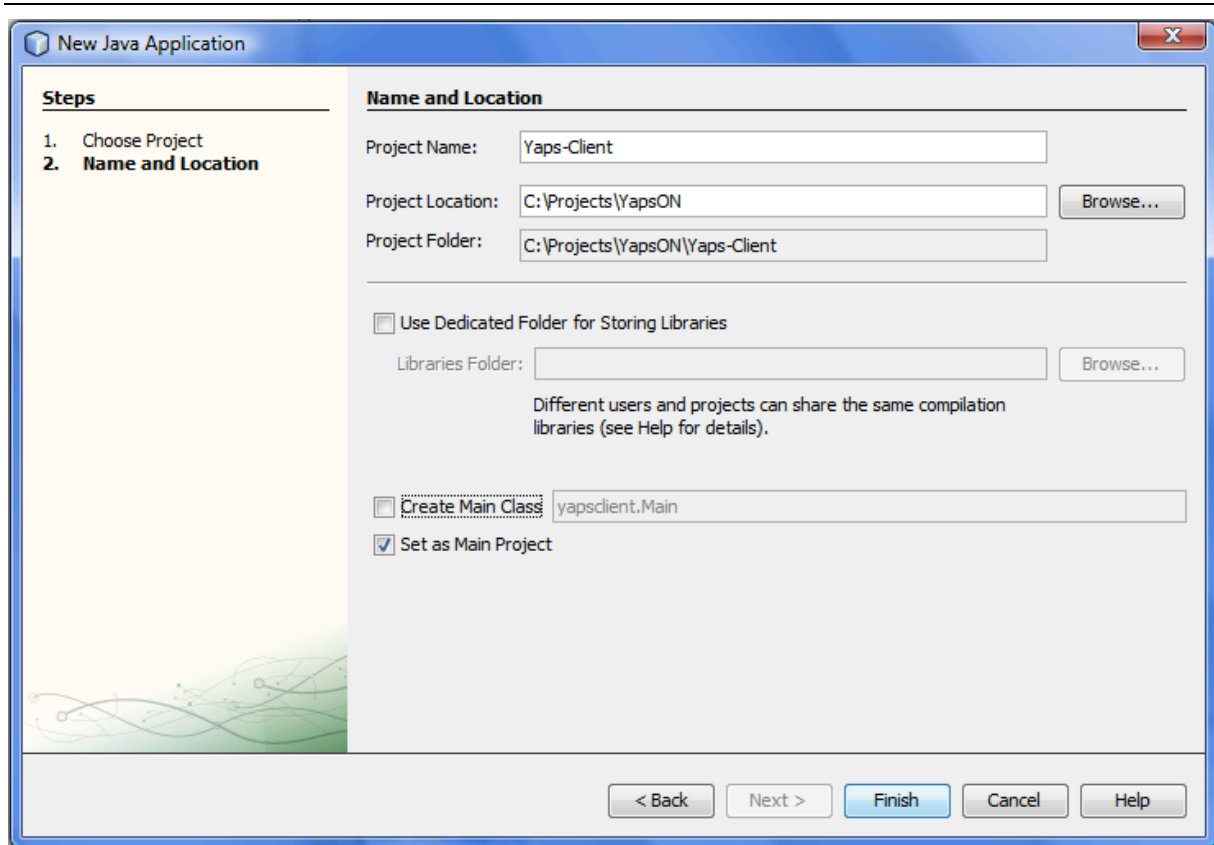 New Java Application
Steps
1. Choose Project
2. Name and Location
Name and Location
Project Name: Yaps-Client
Project Location: C:\Projects\YapsON Browse...
Project Folder: C:\Projects\YapsON\Yaps-Client
Use Dedicated Folder for Storing Libraries
Libraries Folder: Browse...
Different users and projects can share the same compilation
libraries (see Help for details).
Create Main Class yapsclient.Main
Set as Main Project
< Back Next > Finish Cancel Help